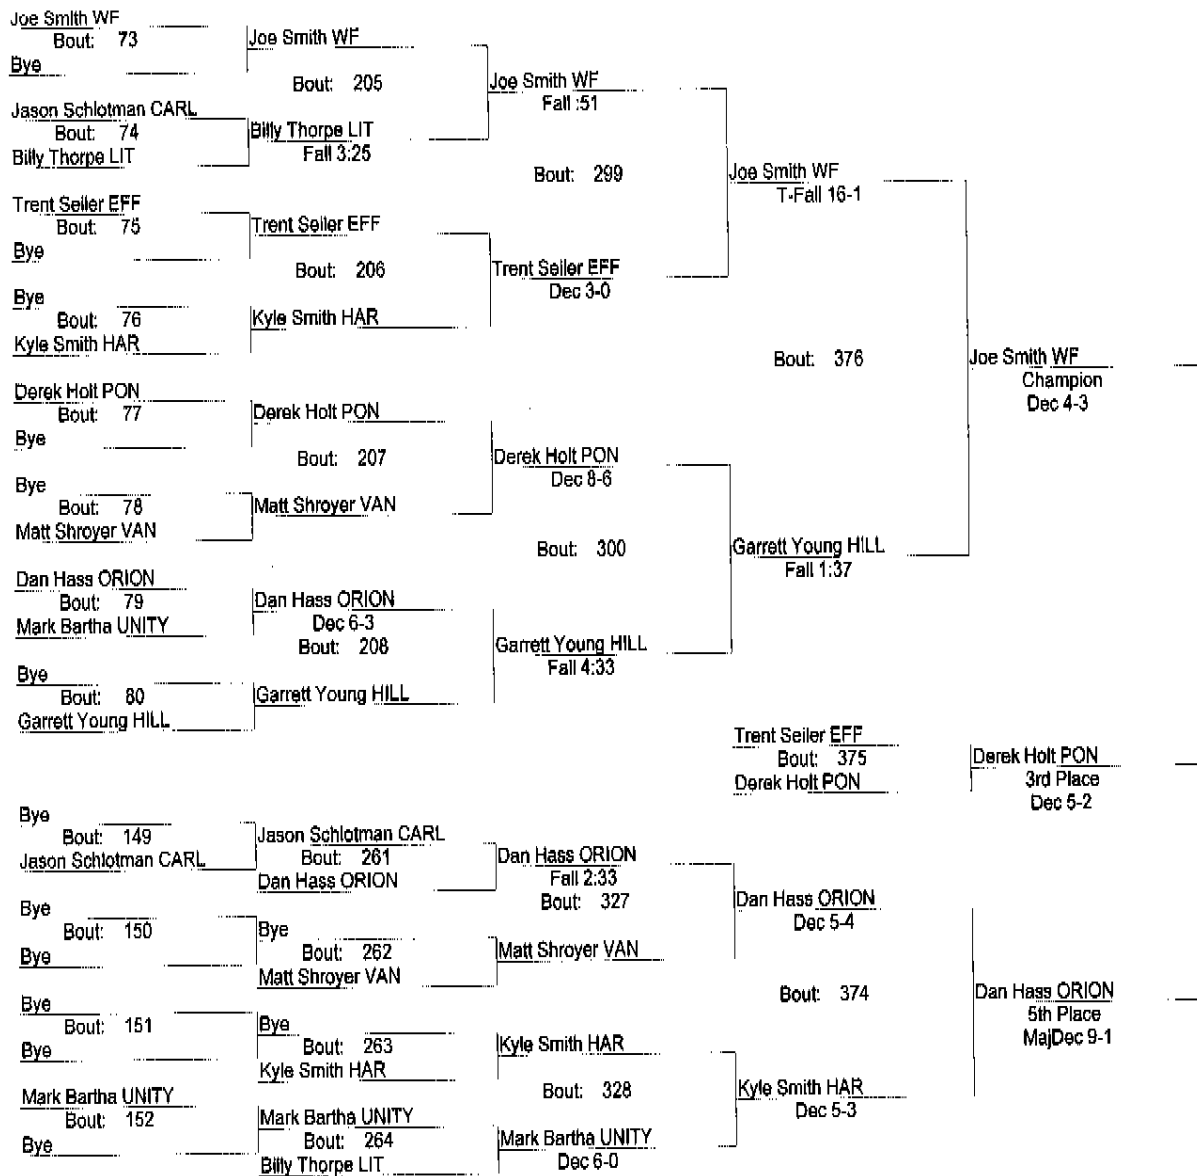 Joe Smith WF
Bout: 73
Bye
Joe Smith WF
Bout: 205
Jason Schlotman CARL
Bout: 74
Billy Thorpe LIT
Billy Thorpe LIT
Fall 3:25
Joe Smith WF
Fall :51
Bout: 299
Trent Seiler EFF
Bout: 75
Bye
Trent Seiler EFF
Bout: 206
Bye
Bout: 76
Kyle Smith HAR
Kyle Smith HAR
Trent Seiler EFF
Dec 3-0
Joe Smith WF
T-Fall 16-1
Bout: 376
Derek Holt PON
Bout: 77
Bye
Derek Holt PON
Bout: 207
Bye
Bout: 78
Matt Shroyer VAN
Matt Shroyer VAN
Derek Holt PON
Dec 8-6
Bout: 300
Dan Hass ORION
Bout: 79
Mark Bartha UNITY
Dan Hass ORION
Dec 6-3
Bout: 208
Bye
Bout: 80
Garrett Young HILL
Garrett Young HILL
Garrett Young HILL
Fall 4:33
Garrett Young HILL
Fall 1:37
Joe Smith WF
Champion
Dec 4-3
Trent Seiler EFF
Bout: 375
Derek Holt PON
Derek Holt PON
3rd Place
Dec 5-2
Bye
Bout: 149
Jason Schlotman CARL
Jason Schlotman CARL
Bout: 261
Dan Hass ORION
Dan Hass ORION
Fall 2:33
Bout: 327
Bye
Bout: 150
Bye
Bye
Bout: 262
Matt Shroyer VAN
Matt Shroyer VAN
Dan Hass ORION
Dec 5-4
Bout: 374
Bye
Bout: 151
Bye
Bye
Bout: 263
Kyle Smith HAR
Kyle Smith HAR
Bout: 328
Mark Bartha UNITY
Bout: 152
Bye
Mark Bartha UNITY
Bout: 264
Billy Thorpe LIT
Mark Bartha UNITY
Dec 6-0
Kyle Smith HAR
Dec 5-3
Dan Hass ORION
5th Place
MajDec 9-1